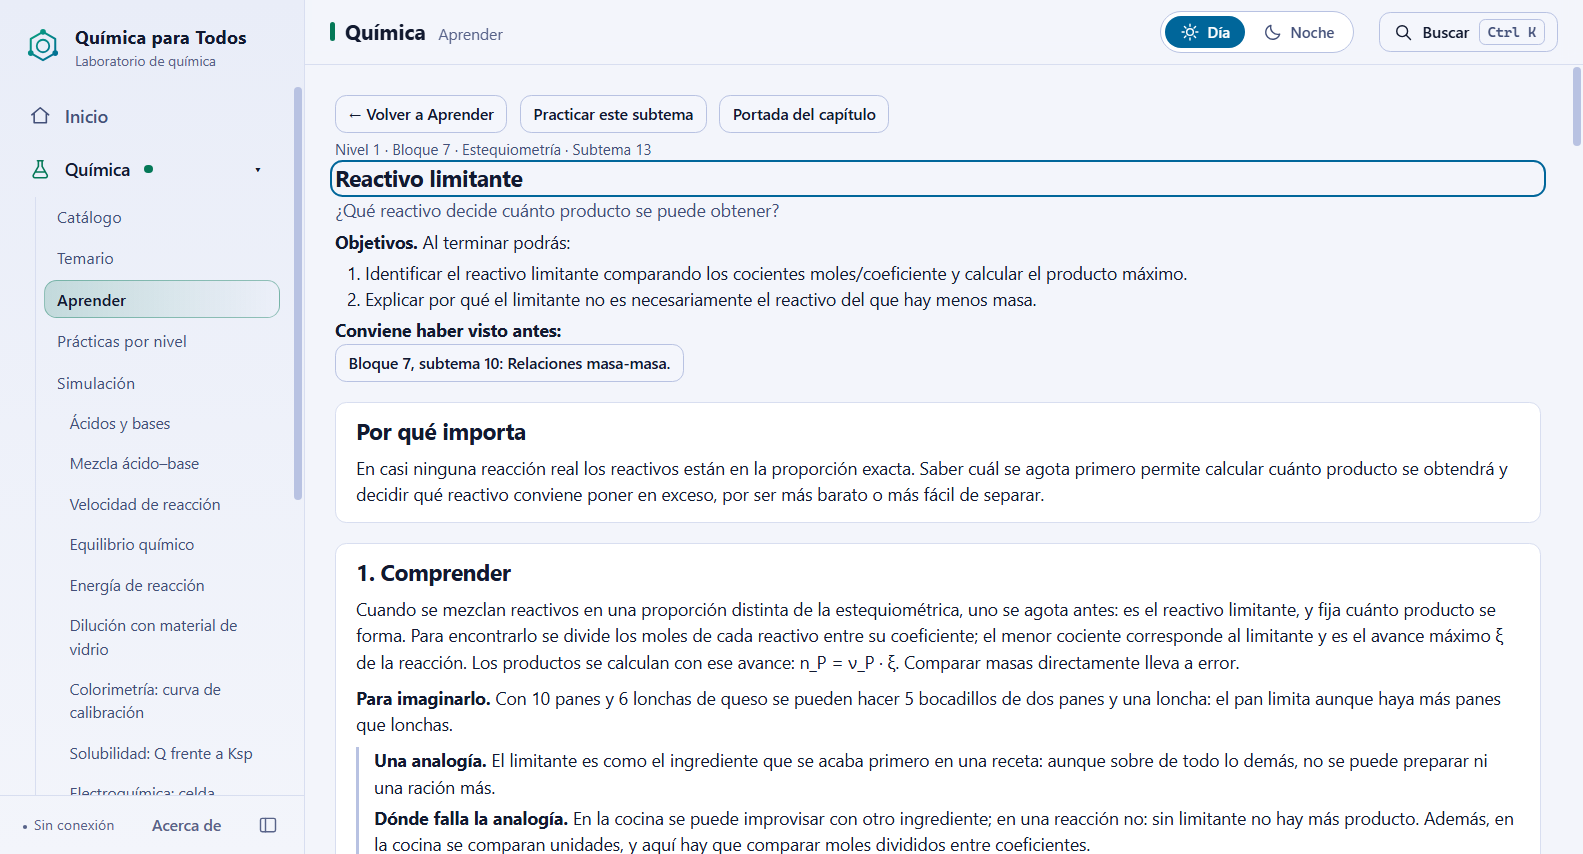 Química para Todos
Laboratorio de química
Inicio
Química
Catálogo
Temario
Aprender
Prácticas por nivel
Simulación
Ácidos y bases
Mezcla ácido–base
Velocidad de reacción
Equilibrio químico
Energía de reacción
Dilución con material de
vidrio
Colorimetría: curva de
calibración
Solubilidad: Q frente a Ksp
Electroquímica: celda
Sin conexión
Acerca de
Química Aprender
Día
Noche
Buscar Ctrl K
← Volver a Aprender
Practicar este subtema
Portada del capítulo
Nivel 1 · Bloque 7 · Estequiometría · Subtema 13
Reactivo limitante
¿Qué reactivo decide cuánto producto se puede obtener?
Objetivos. Al terminar podrás:
1. Identificar el reactivo limitante comparando los cocientes moles/coeficiente y calcular el producto máximo.
2. Explicar por qué el limitante no es necesariamente el reactivo del que hay menos masa.
Conviene haber visto antes:
Bloque 7, subtema 10: Relaciones masa-masa.
Por qué importa
En casi ninguna reacción real los reactivos están en la proporción exacta. Saber cuál se agota primero permite calcular cuánto producto se obtendrá y
decidir qué reactivo conviene poner en exceso, por ser más barato o más fácil de separar.
1. Comprender
Cuando se mezclan reactivos en una proporción distinta de la estequiométrica, uno se agota antes: es el reactivo limitante, y fija cuánto producto se
forma. Para encontrarlo se divide los moles de cada reactivo entre su coeficiente; el menor cociente corresponde al limitante y es el avance máximo ξ
de la reacción. Los productos se calculan con ese avance: n_P = ν_P · ξ. Comparar masas directamente lleva a error.
Para imaginarlo. Con 10 panes y 6 lonchas de queso se pueden hacer 5 bocadillos de dos panes y una loncha: el pan limita aunque haya más panes
que lonchas.
Una analogía. El limitante es como el ingrediente que se acaba primero en una receta: aunque sobre de todo lo demás, no se puede preparar ni
una ración más.
Dónde falla la analogía. En la cocina se puede improvisar con otro ingrediente; en una reacción no: sin limitante no hay más producto. Además, en
la cocina se comparan unidades, y aquí hay que comparar moles divididos entre coeficientes.